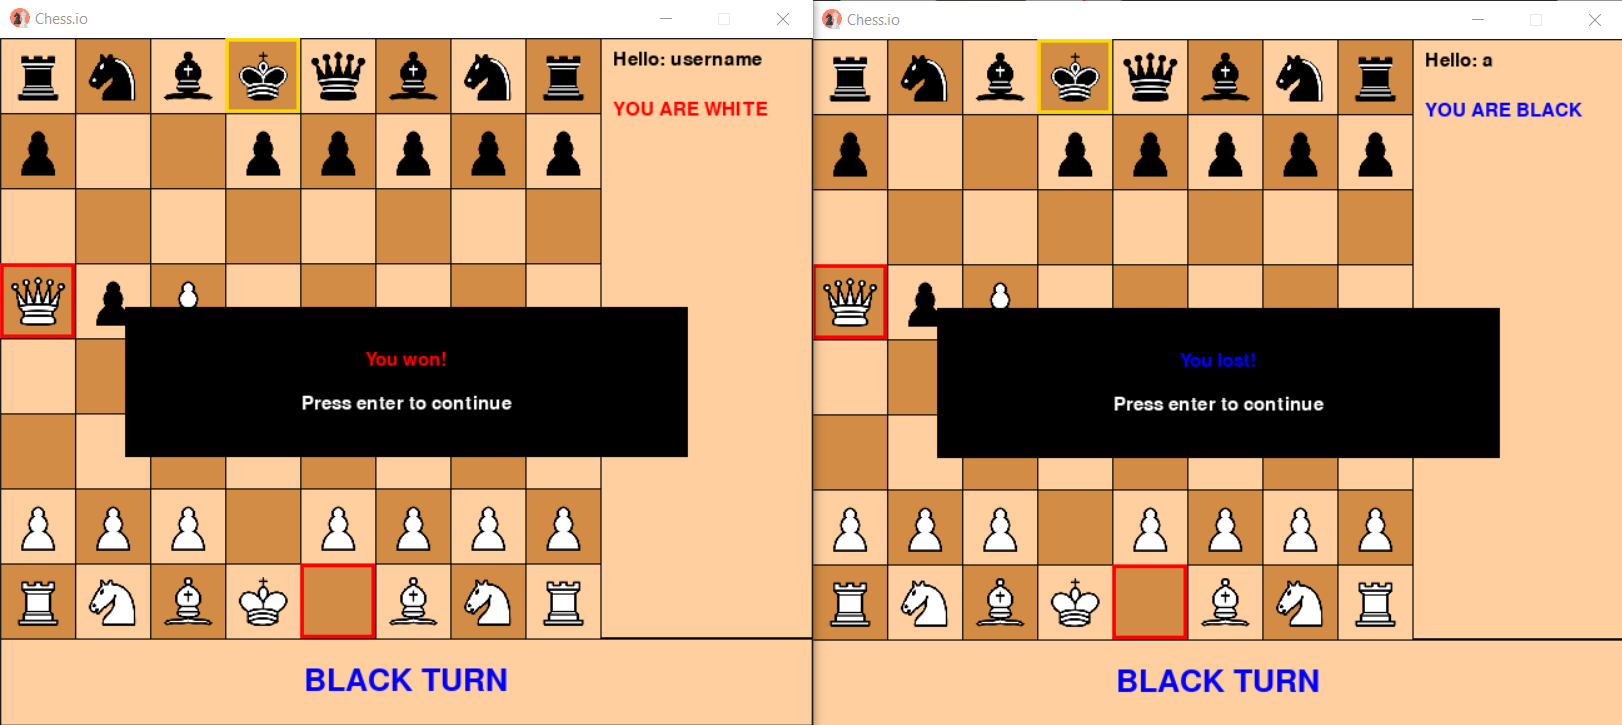 Chess.io
Hello: username
YOU ARE WHITE
You won!
Press enter to continue
BLACK TURN
Chess.io
Hello: a
YOU ARE BLACK
You lost!
Press enter to continue
BLACK TURN